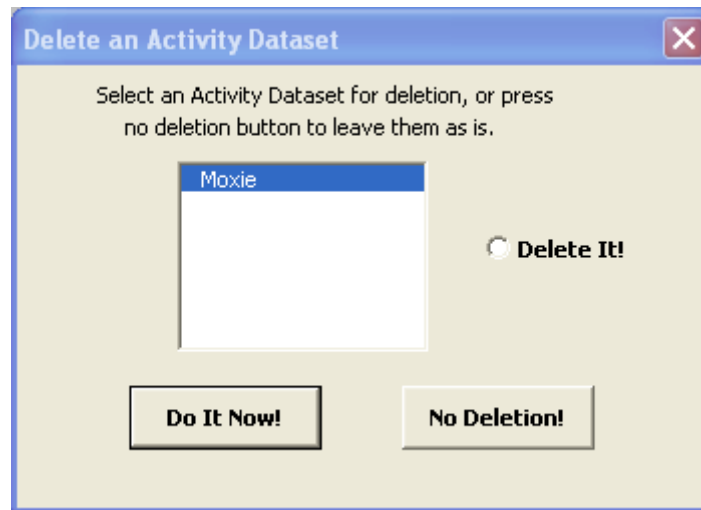 Delete an Activity Dataset
Select an Activity Dataset for deletion, or press
no deletion button to leave them as is.
Moxie
Delete It!
Do It Now!
No Deletion!